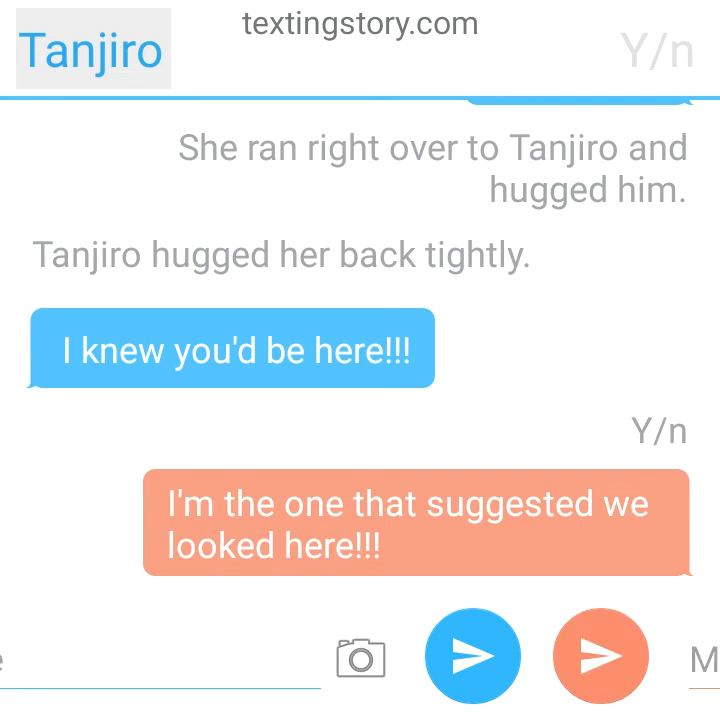 textingstory.com
Tanjiro
Y/n
She ran right over to Tanjiro and
hugged him.
Tanjiro hugged her back tightly.
I knew you'd be here!!!
Y/n
I'm the one that suggested we
looked here!!!
M